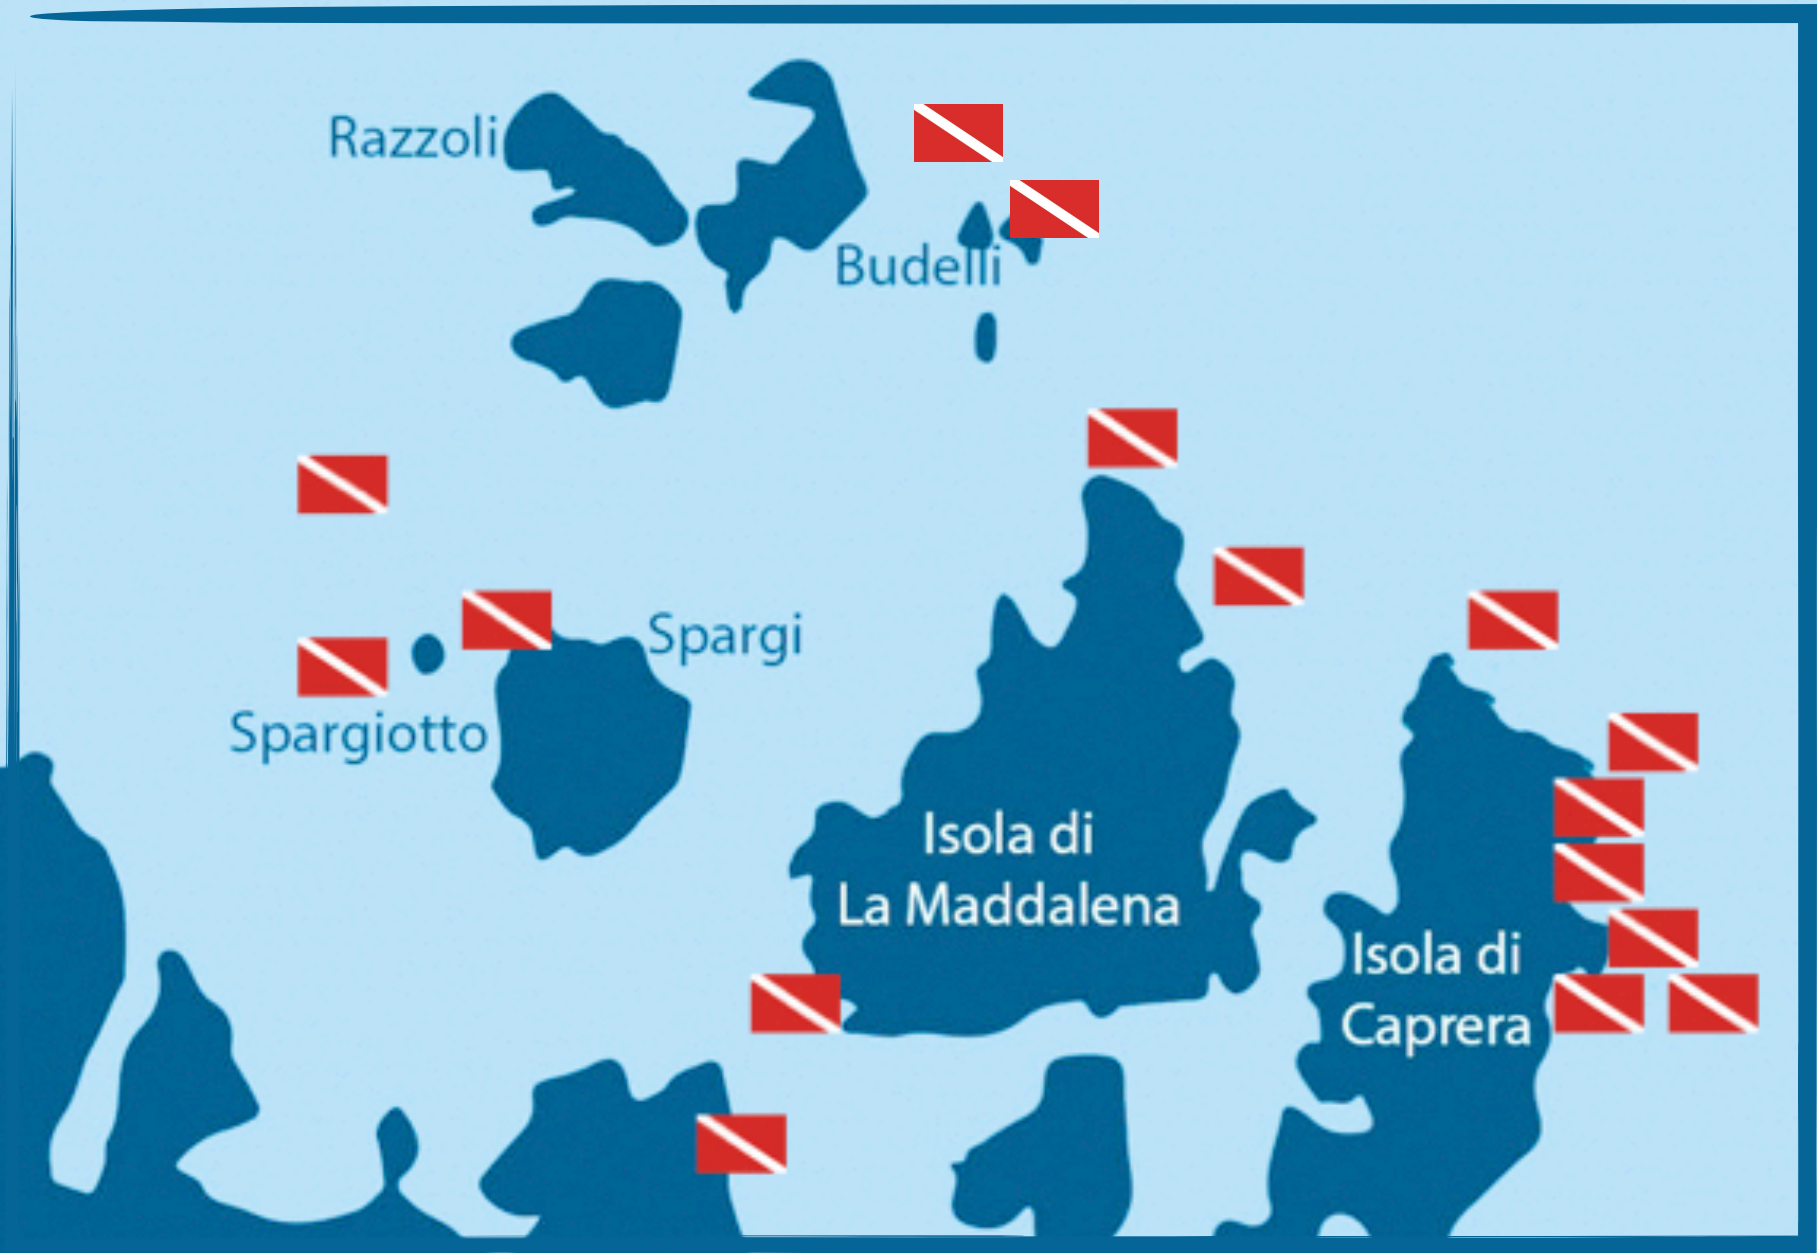 Razzoli
Budelli
Spargi
Spargiotto
Isola di
La Maddalena
Isola di
Caprera